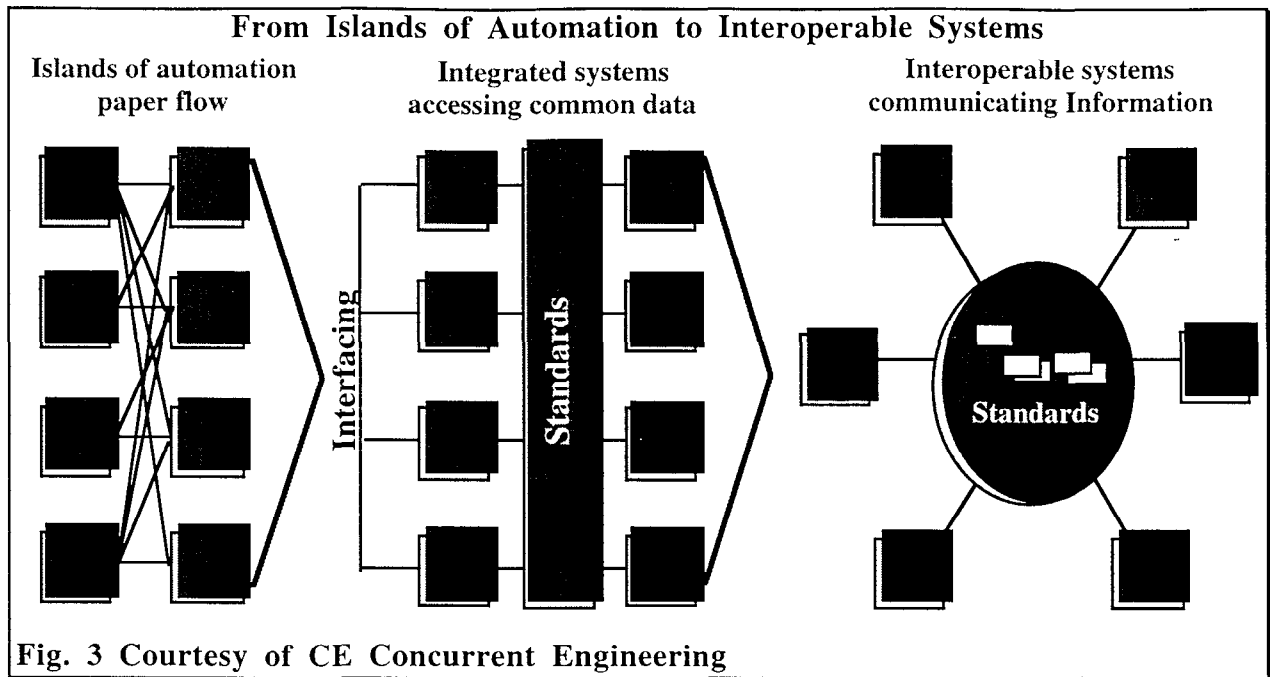 From Islands of Automation to Interoperable Systems
Islands of automation
paper flow
Integrated systems
accessing common data
Interoperable systems
communicating Information
Interfacing
Standards
Standards
Fig. 3 Courtesy of CE Concurrent Engineering